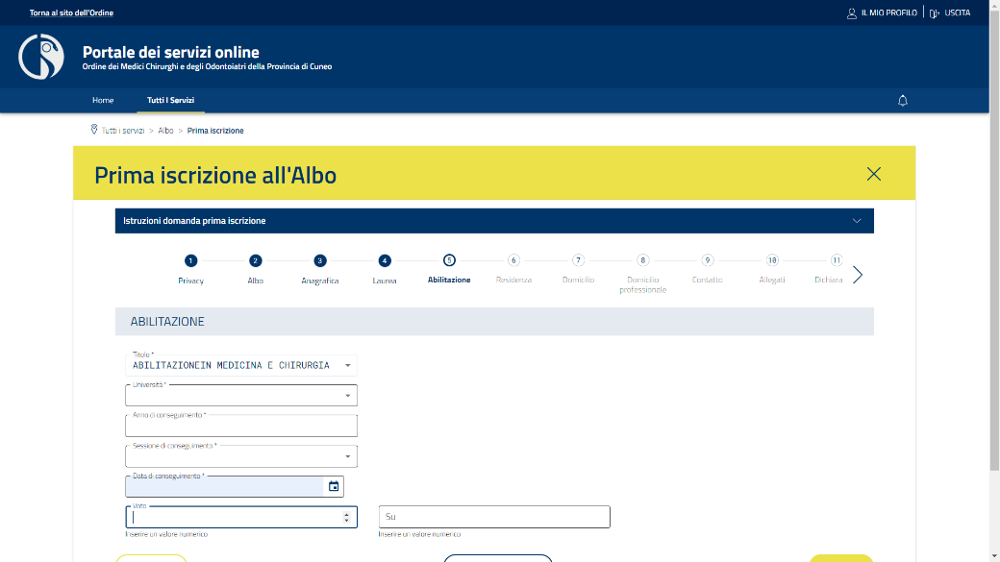 Torna al sito dell'Ordine
IL MIO PROFILO
USCITA
Portale dei servizi online
Ordine dei Medici Chirurghi e degli Odontoiatri della Provincia di Cuneo
Home
Tutti I Servizi
Tutti i servizi > Albo > Prima iscrizione
Prima iscrizione all'Albo
Istruzioni domanda prima iscrizione
1 2 3 4 5 6 7 8 9 10 11
Privacy Albo Anagrafica Laurea Abilitazione Residenza Domicilio Domicilio professionale Contatto Allegati Dichiara
ABILITAZIONE
Titolo *
ABILITAZIONEIN MEDICINA E CHIRURGIA
Università *
Anno di conseguimento *
Sessione di conseguimento *
Data di conseguimento *
Voto
Su
Inserire un valore numerico
Inserire un valore numerico